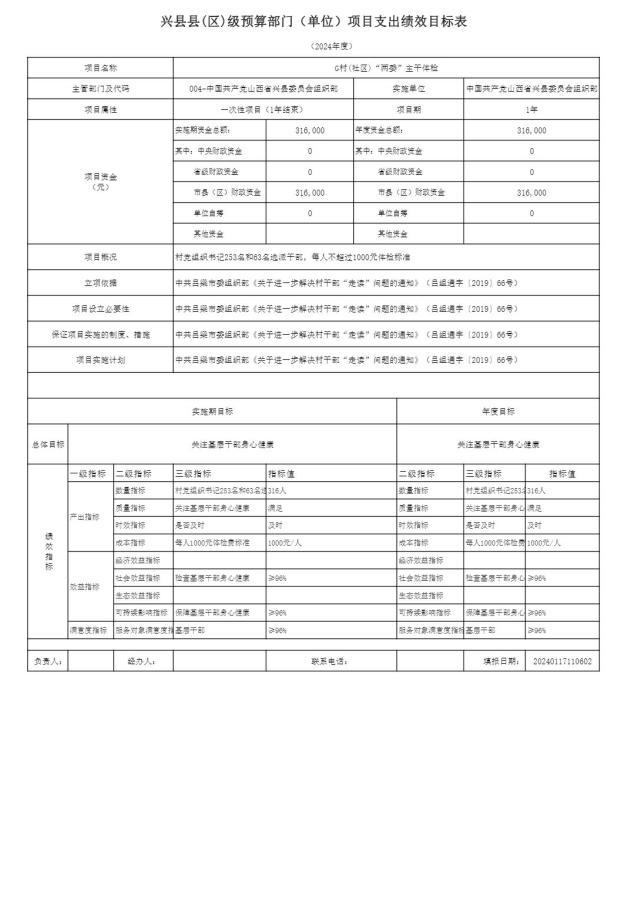 兴县县(区)级预算部门（单位）项目支出绩效目标表
（2024年度）
项目名称 G村(社区)“两委”主干体检
主管部门及代码 004-中国共产党山西省兴县委员会组织部 实施单位 中国共产党山西省兴县委员会组织部
项目属性 一次性项目（1年结束） 项目期 1年
项目资金
（元）
实施期资金总额： 316,000 年度资金总额： 316,000
其中：中央财政资金 0 其中：中央财政资金 0
省级财政资金 0 省级财政资金 0
市县（区）财政资金 316,000 市县（区）财政资金 316,000
单位自筹 0 单位自筹 0
其他资金 其他资金
项目概况 村党组织书记253名和63名选派干部，每人不超过1000元体检标准
立项依据 中共吕梁市委组织部《关于进一步解决村干部“走读”问题的通知》（吕组通字〔2019〕66号）
项目设立必要性 中共吕梁市委组织部《关于进一步解决村干部“走读”问题的通知》（吕组通字〔2019〕66号）
保证项目实施的制度、措施 中共吕梁市委组织部《关于进一步解决村干部“走读”问题的通知》（吕组通字〔2019〕66号）
项目实施计划 中共吕梁市委组织部《关于进一步解决村干部“走读”问题的通知》（吕组通字〔2019〕66号）
实施期目标 年度目标
总体目标 关注基层干部身心健康 关注基层干部身心健康
绩效指标
一级指标 二级指标 三级指标 指标值 二级指标 三级指标 指标值
产出指标
数量指标 村党组织书记253名和63名选 316人 数量指标 村党组织书记253名 316人
质量指标 关注基层干部身心健康 满足 质量指标 关注基层干部身心 满足
时效指标 是否及时 及时 时效指标 是否及时 及时
成本指标 每人1000元体检费标准 1000元/人 成本指标 每人1000元体检费 1000元/人
效益指标
经济效益指标 经济效益指标
社会效益指标 检查基层干部身心健康 ≥96% 社会效益指标 检查基层干部身心 ≥96%
生态效益指标 生态效益指标
可持续影响指标 保障基层干部身心健康 ≥96% 可持续影响指标 保障基层干部身心 ≥96%
满意度指标 服务对象满意度指 基层干部 ≥96% 服务对象满意度指标 基层干部 ≥96%
负责人： 经办人： 联系电话： 填报日期： 20240117110602